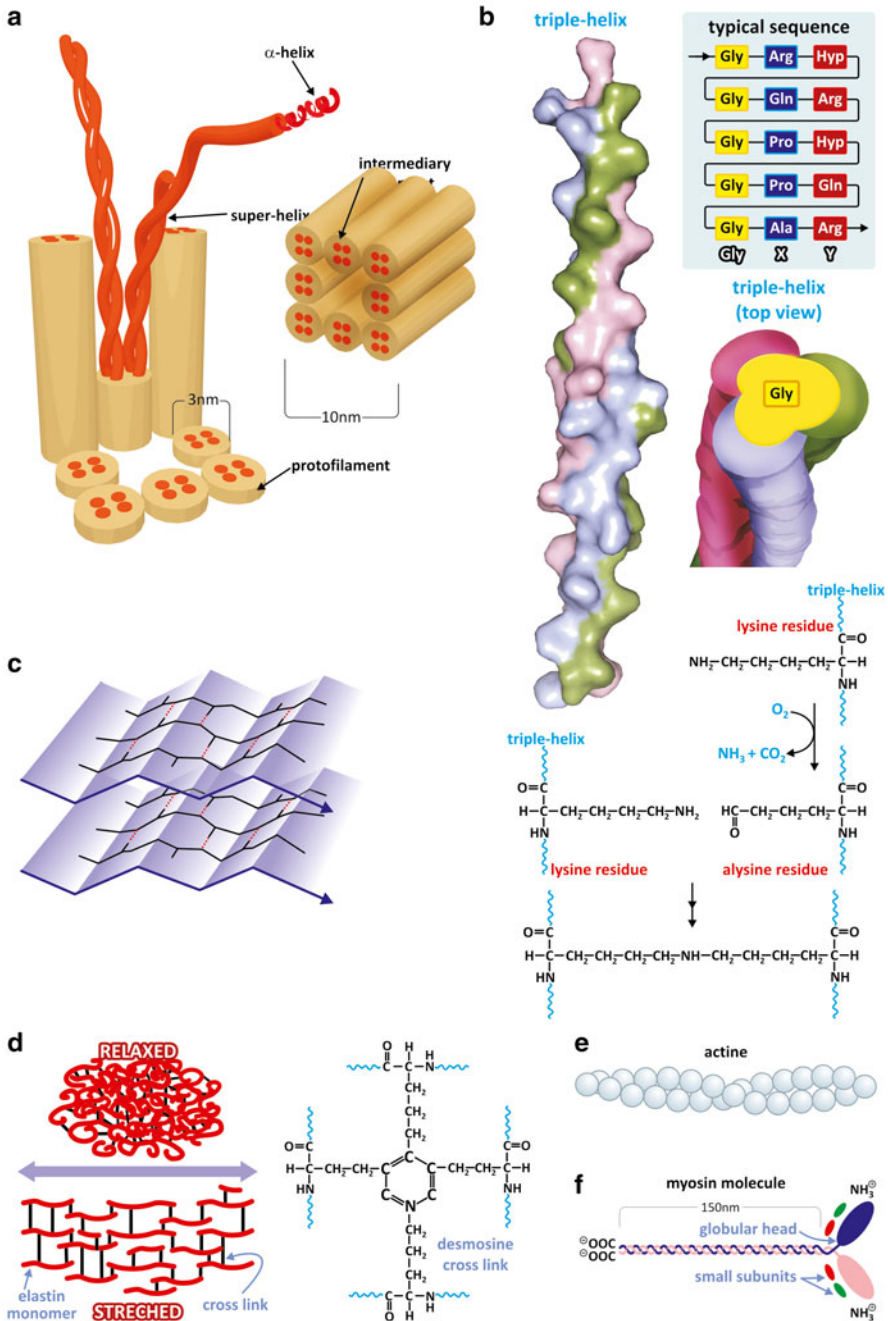 a
α-helix
intermediary
super-helix
3nm
10nm
protofilament
b
triple-helix
typical sequence
Gly Arg Hyp
Gly Gln Arg
Gly Pro Hyp
Gly Pro Gln
Gly Ala Arg
Gly X Y
triple-helix
(top view)
Gly
triple-helix
lysine residue
C=O
NH₂-CH₂-CH₂-CH₂-CH₂-C-H
NH
O₂
NH₃ + CO₂
triple-helix
O=C
H-C-CH₂-CH₂-CH₂-CH₂-NH₂
HN
lysine residue
C=O
HC-CH₂-CH₂-CH₂-C-H
O
NH
alysine residue
O=C C=O
H-C-CH₂-CH₂-CH₂-CH₂-NH-CH₂-CH₂-CH₂-CH₂-C-H
HN NH
c
d
RELAXED
elastin
monomer
cross link
STRECHED
O H
C-C-N
H
CH₂
CH₂
CH₂
O=C
H-C-CH₂-CH₂
HN
C=O
CH₂-CH₂-C-H
NH
N
CH₂
CH₂
CH₂
CH₂
C-C-N
O H H
desmosine
cross link
e
actine
f
myosin molecule
150nm
NH₃⊕
globular head
⊖OOC
⊖OOC
small subunits
NH₃⊕